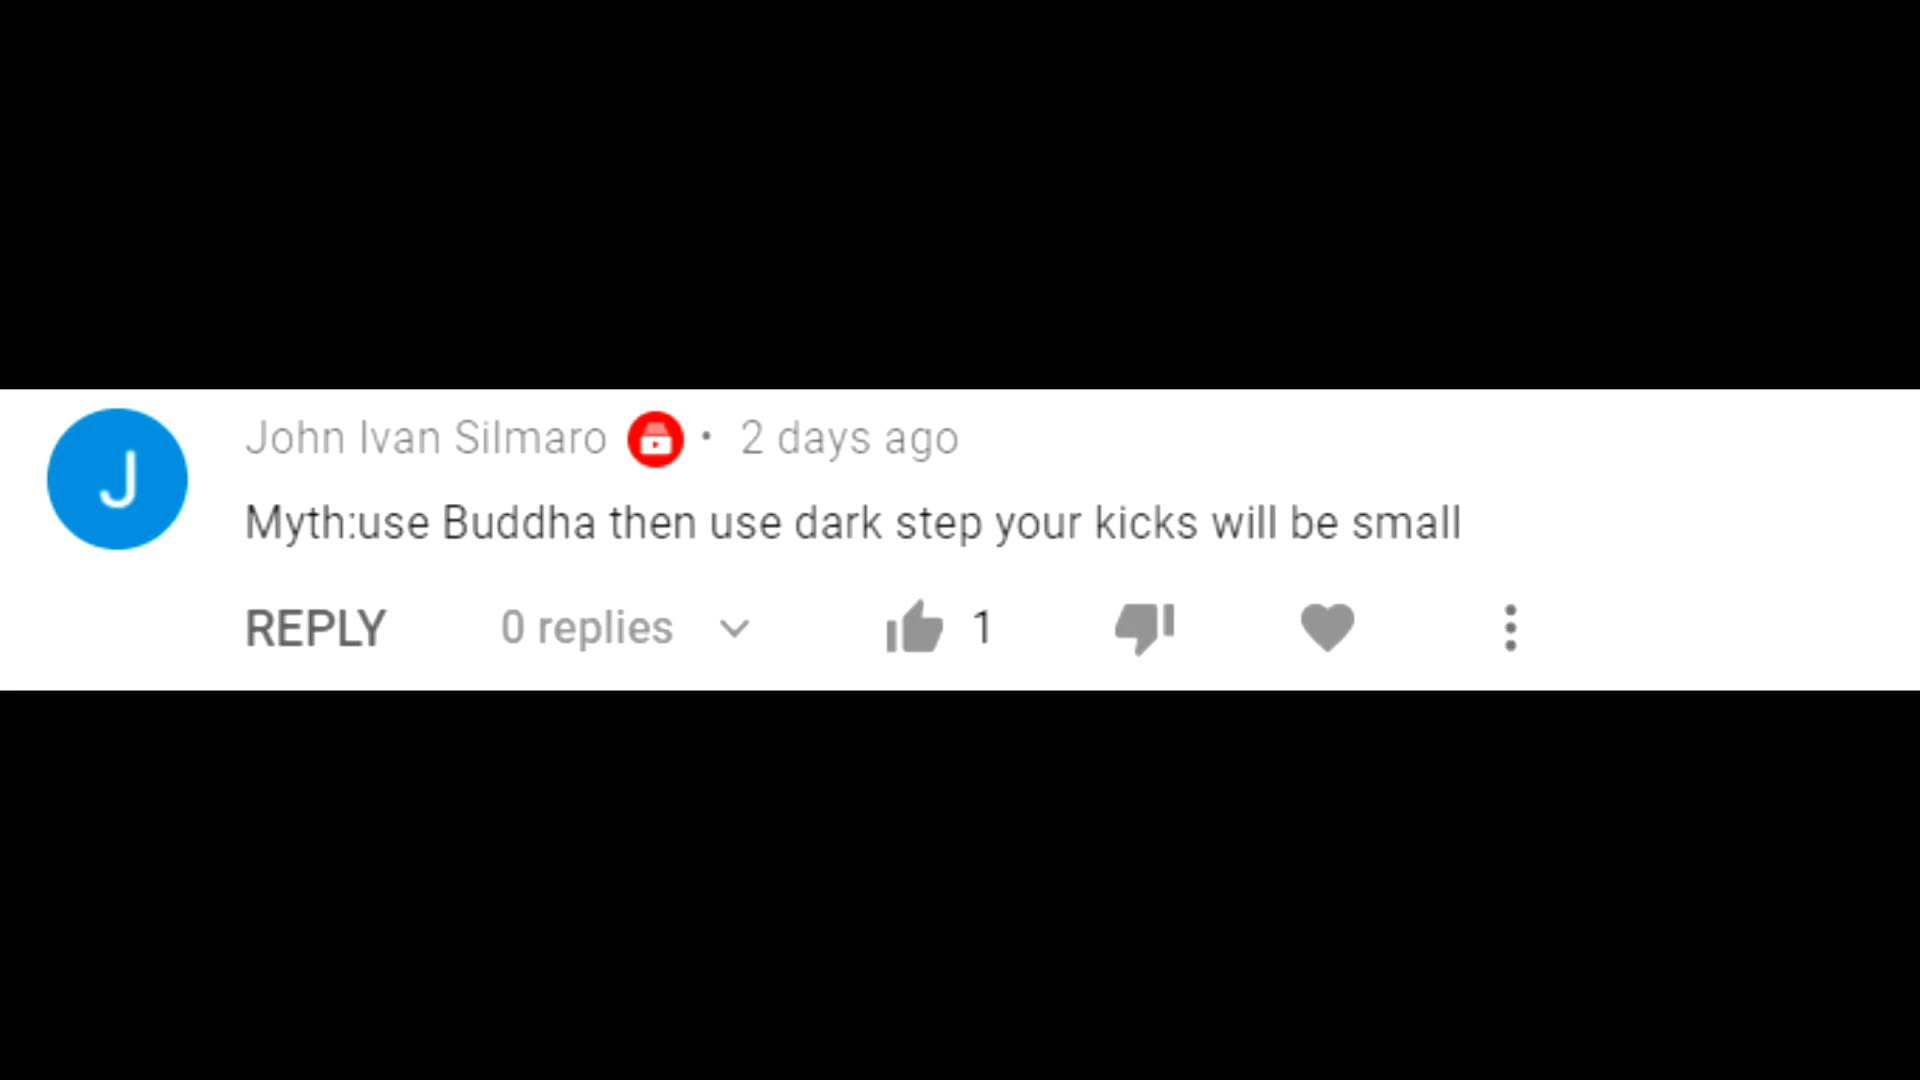 J
John Ivan Silmaro • 2 days ago
Myth:use Buddha then use dark step your kicks will be small
REPLY 0 replies 1